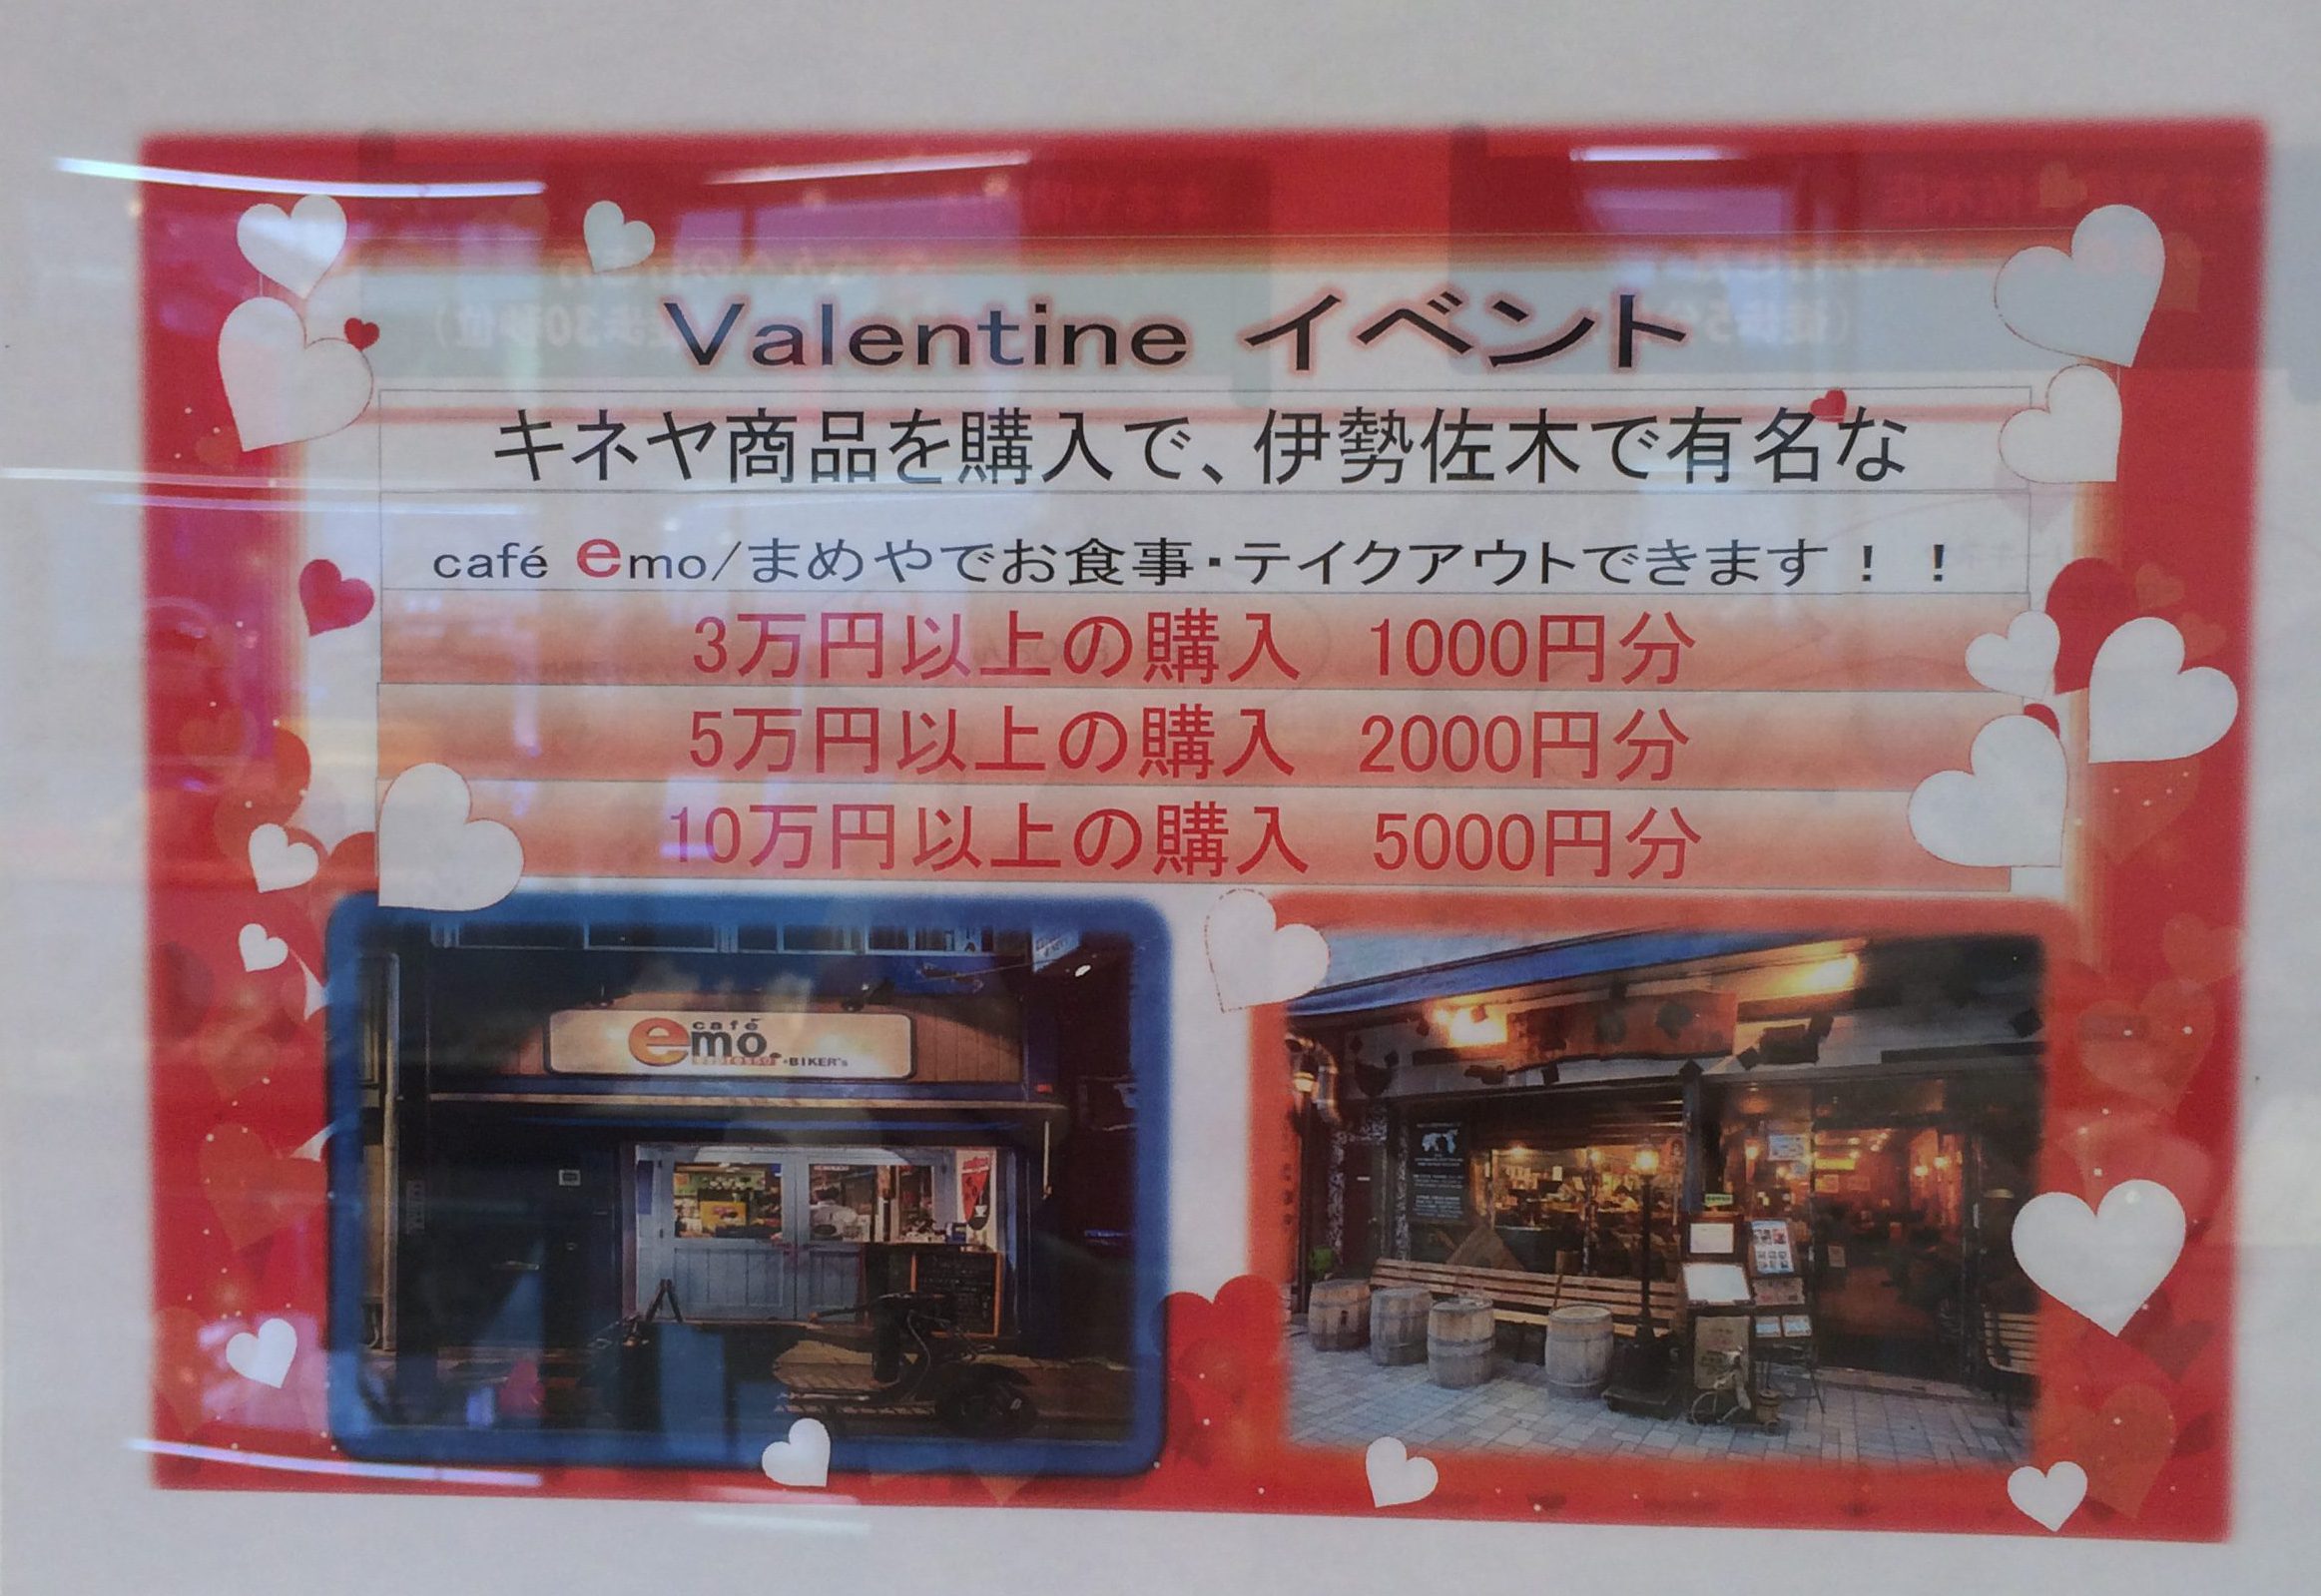 Valentine イベント
キネヤ商品を購入で、伊勢佐木で有名な
café emo/まめやでお食事・テイクアウトできます！！
3万円以上の購入 1000円分
5万円以上の購入 2000円分
10万円以上の購入 5000円分
café
emo.
espresso・BIKER's